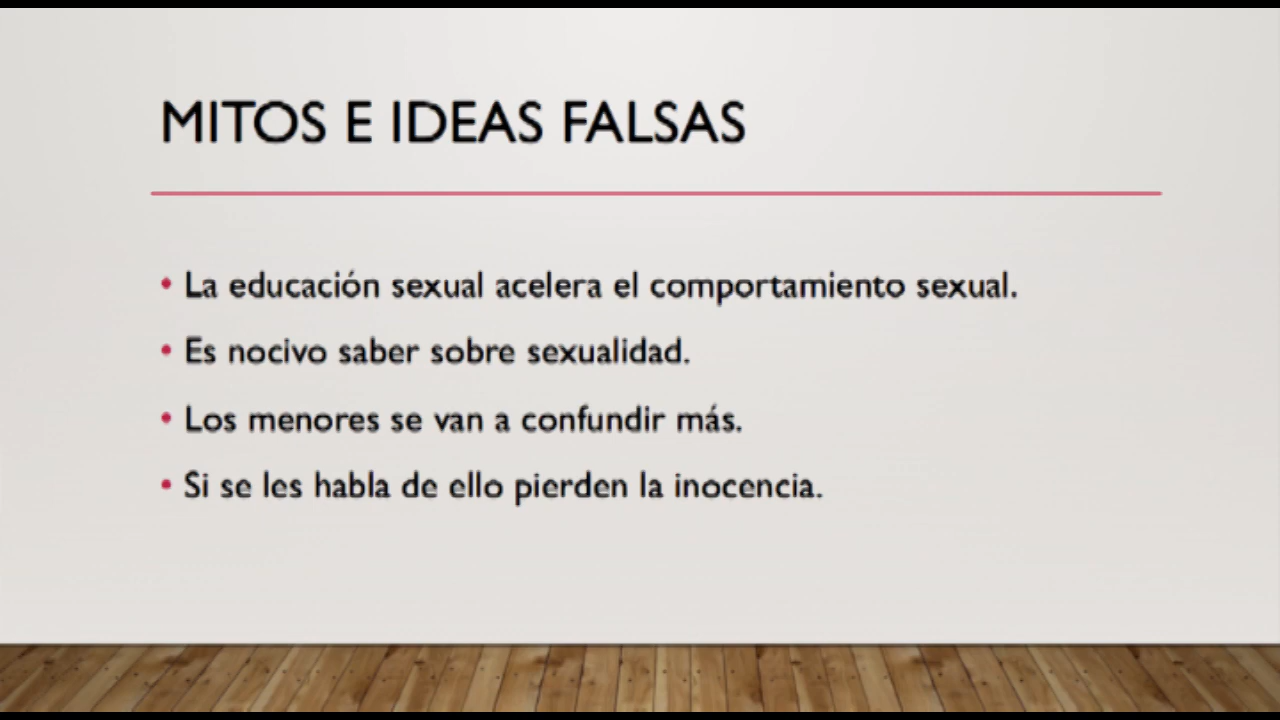 MITOS E IDEAS FALSAS
• La educación sexual acelera el comportamiento sexual.
• Es nocivo saber sobre sexualidad.
• Los menores se van a confundir más.
• Si se les habla de ello pierden la inocencia.